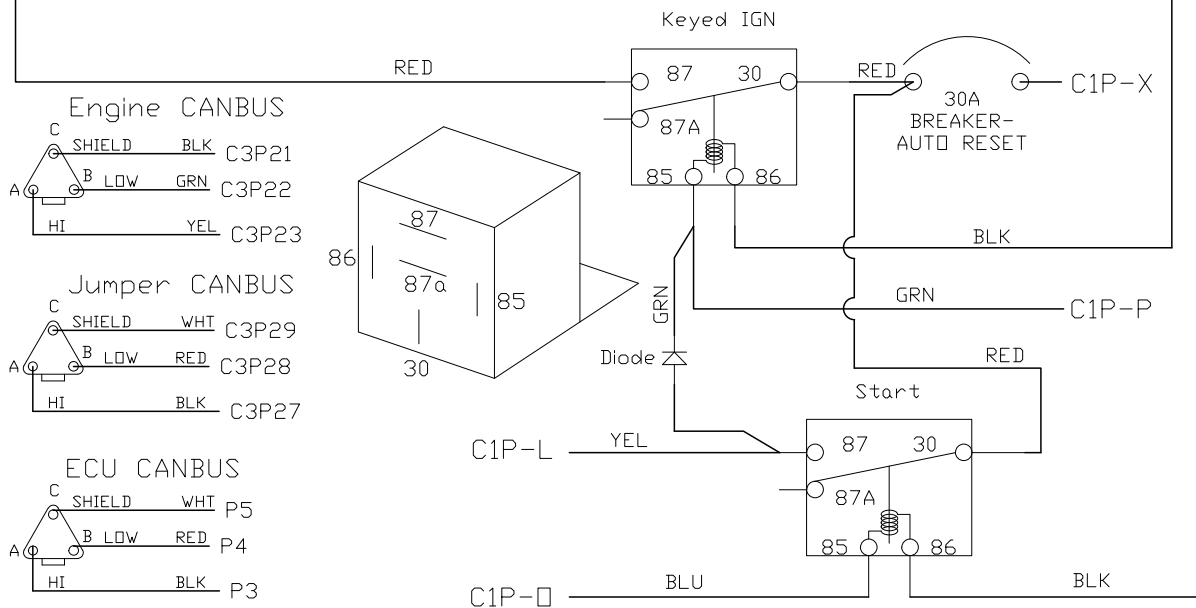 Keyed IGN
RED
87 30
RED
C1P-X
30A
BREAKER-
AUTO RESET
87A
85 86
BLK
GRN
C1P-P
GRN
RED
Diode
Engine CANBUS
C
SHIELD BLK C3P21
A B LOW GRN C3P22
HI YEL C3P23
Jumper CANBUS
C
SHIELD WHT C3P29
A B LOW RED C3P28
HI BLK C3P27
ECU CANBUS
C
SHIELD WHT P5
A B LOW RED P4
HI BLK P3
87
86
87a
85
30
Start
C1P-L YEL
87 30
87A
85 86
C1P-O BLU
BLK